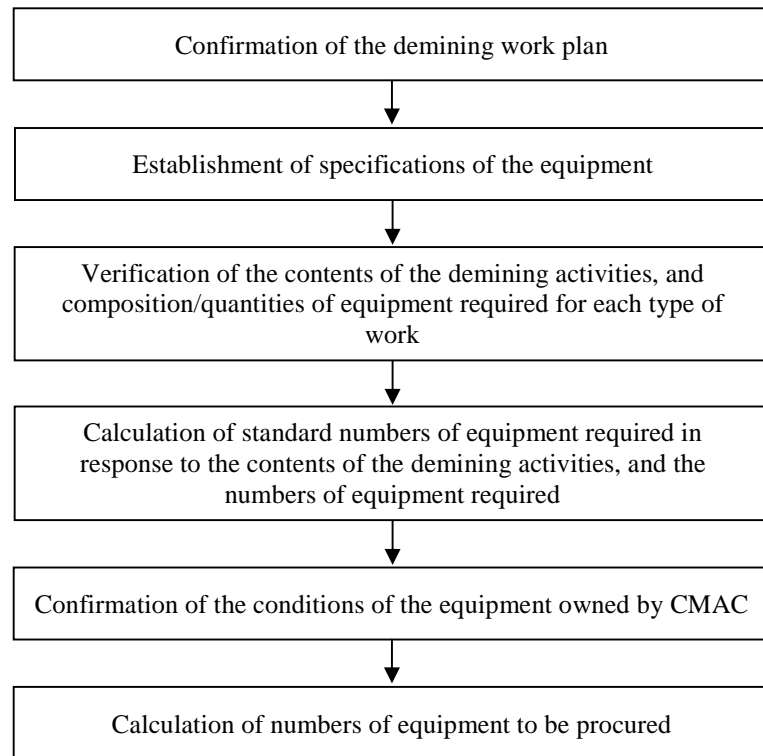 Confirmation of the demining work plan
Establishment of specifications of the equipment
Verification of the contents of the demining activities, and
composition/quantities of equipment required for each type of
work
Calculation of standard numbers of equipment required in
response to the contents of the demining activities, and the
numbers of equipment required
Confirmation of the conditions of the equipment owned by CMAC
Calculation of numbers of equipment to be procured